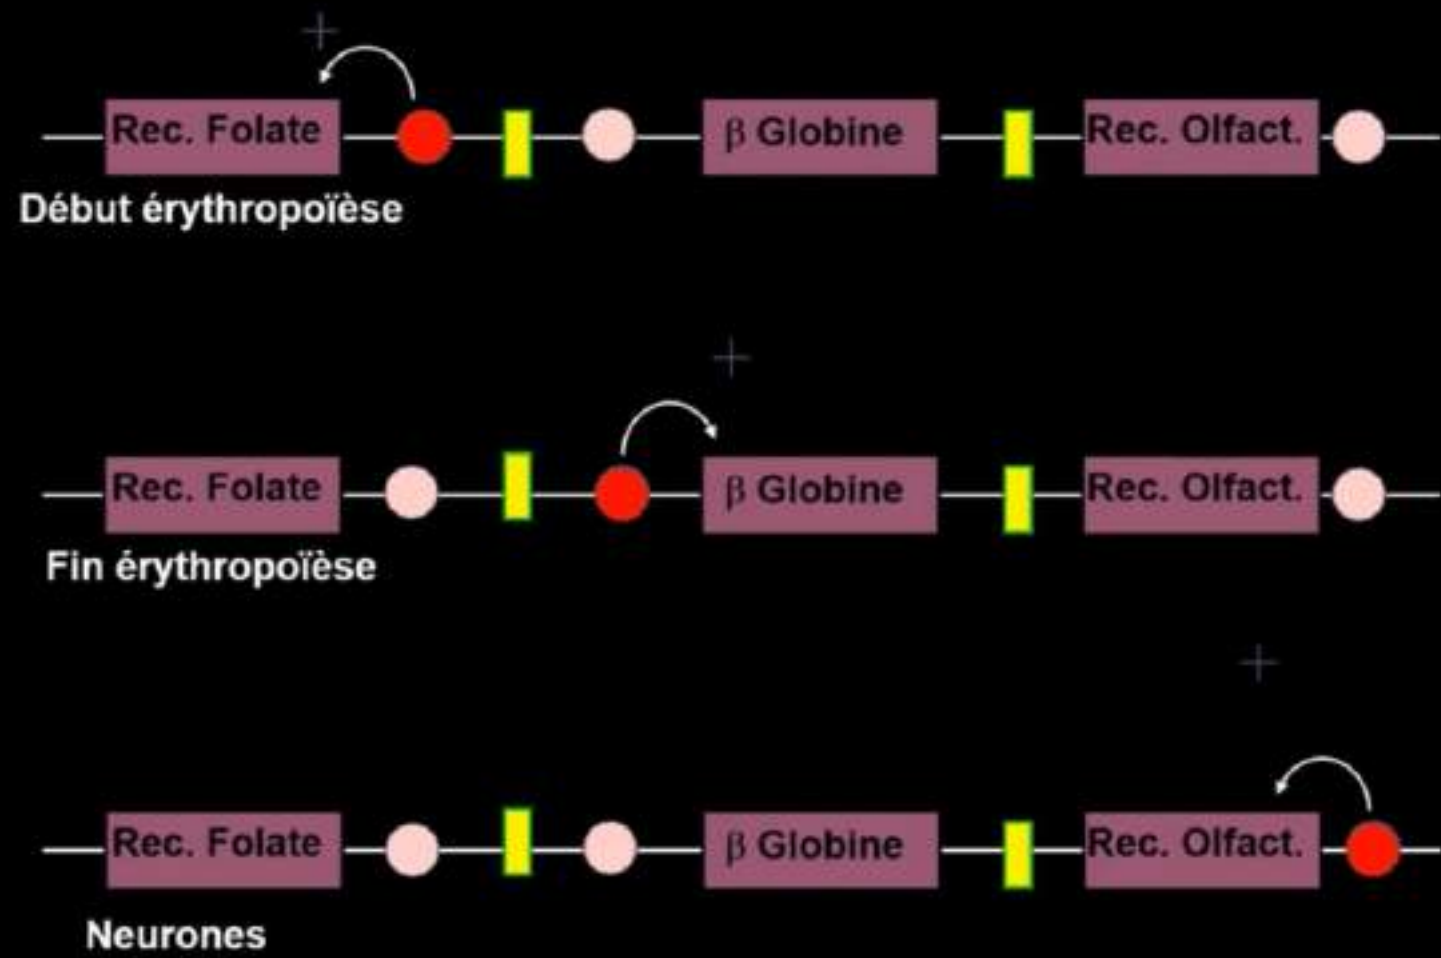 +
Rec. Folate β Globine Rec. Olfact.
Début érythropoïèse
+
Rec. Folate β Globine Rec. Olfact.
Fin érythropoïèse
+
Rec. Folate β Globine Rec. Olfact.
Neurones